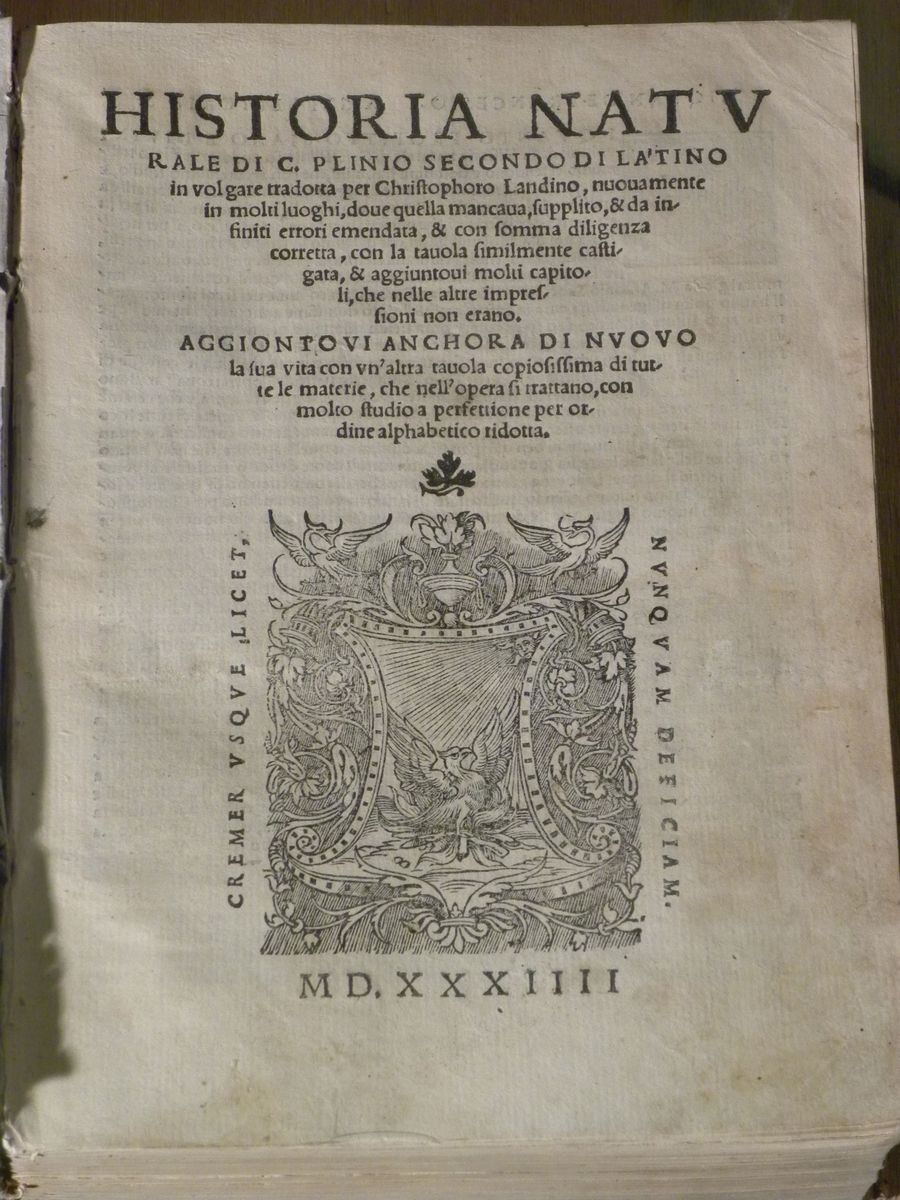 HISTORIA NATV
RALE DI C. PLINIO SECONDO DI LA'TINO
in volgare tradotta per Christophoro Landino, nuouamente
in molti luoghi, doue quella mancaua, ſupplito, & da in-
finiti errori emendata, & con ſomma diligenza
corretta, con la tauola ſimilmente caſti-
gata, & aggiuntoui molti capito-
li, che nelle altre impreſ-
ſioni non erano.
AGGIONTOVI ANCHORA DI NVOVO
la ſua vita con vn'altra tauola copioſiſſima di tut-
te le materie, che nell'opera ſi trattano, con
molto ſtudio a perfettione per or-
dine alphabetico ridotta.
CREMER VSQVE LICET,
NVNQVAM DEFICIAM.
MD.XXXIIIII